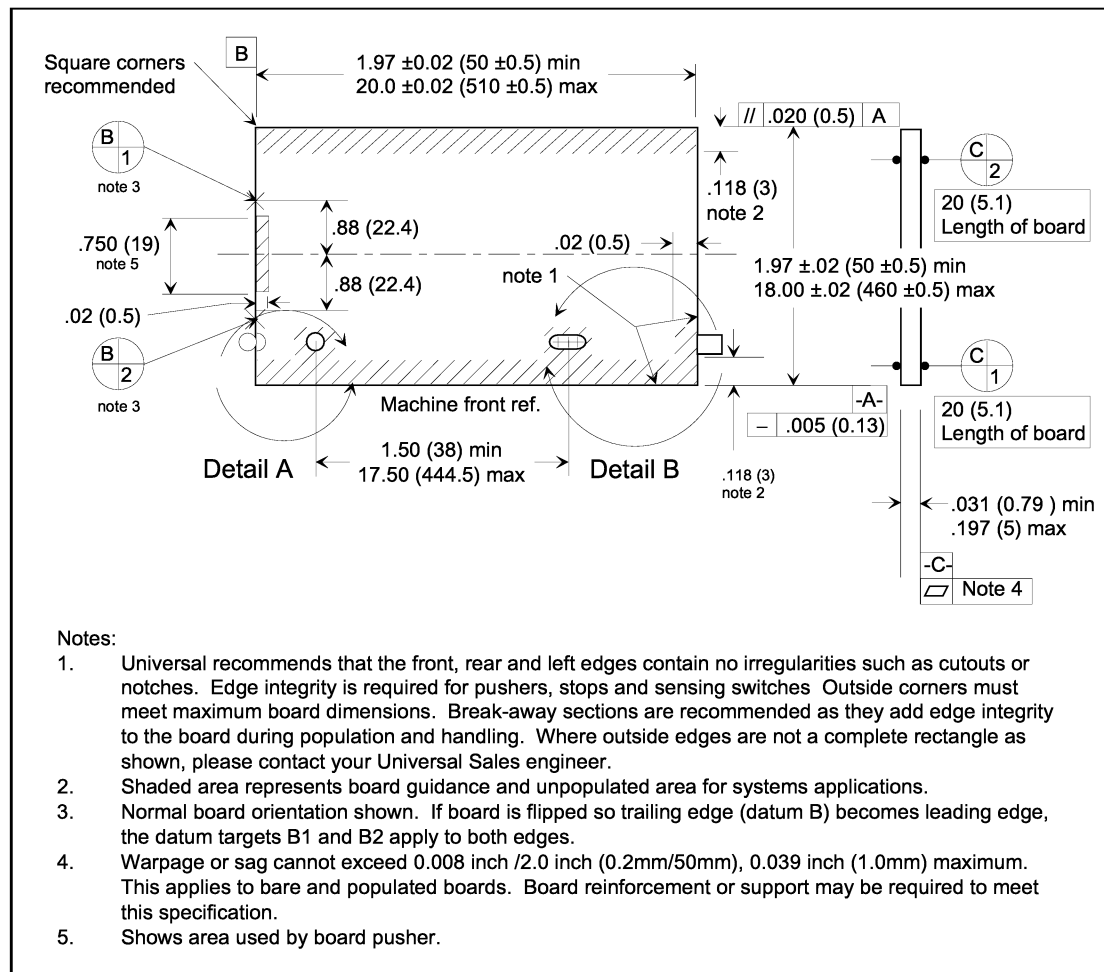 B
Square corners
recommended
1.97 ±0.02 (50 ±0.5) min
20.0 ±0.02 (510 ±0.5) max
// .020 (0.5) A
B
1
note 3
C
2
20 (5.1)
Length of board
.118 (3)
note 2
.88 (22.4)
.750 (19)
note 5
.02 (0.5)
note 1
1.97 ±.02 (50 ±0.5) min
18.00 ±.02 (460 ±0.5) max
.88 (22.4)
.02 (0.5)
B
2
note 3
C
1
20 (5.1)
Length of board
Machine front ref.
-A-
– .005 (0.13)
Detail A
1.50 (38) min
17.50 (444.5) max
Detail B
.118 (3)
note 2
.031 (0.79 ) min
.197 (5) max
-C-
Note 4
Notes:
1. Universal recommends that the front, rear and left edges contain no irregularities such as cutouts or
notches. Edge integrity is required for pushers, stops and sensing switches Outside corners must
meet maximum board dimensions. Break-away sections are recommended as they add edge integrity
to the board during population and handling. Where outside edges are not a complete rectangle as
shown, please contact your Universal Sales engineer.
2. Shaded area represents board guidance and unpopulated area for systems applications.
3. Normal board orientation shown. If board is flipped so trailing edge (datum B) becomes leading edge,
the datum targets B1 and B2 apply to both edges.
4. Warpage or sag cannot exceed 0.008 inch /2.0 inch (0.2mm/50mm), 0.039 inch (1.0mm) maximum.
This applies to bare and populated boards. Board reinforcement or support may be required to meet
this specification.
5. Shows area used by board pusher.